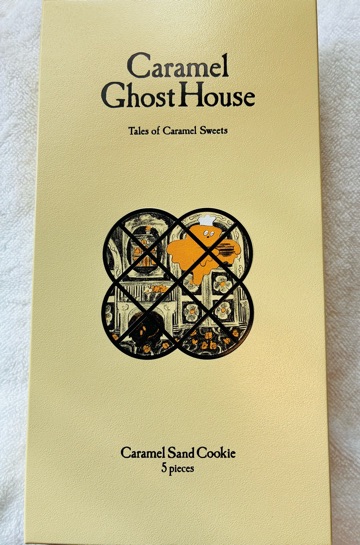 Caramel
Ghost House
Tales of Caramel Sweets
Caramel Sand Cookie
5 pieces